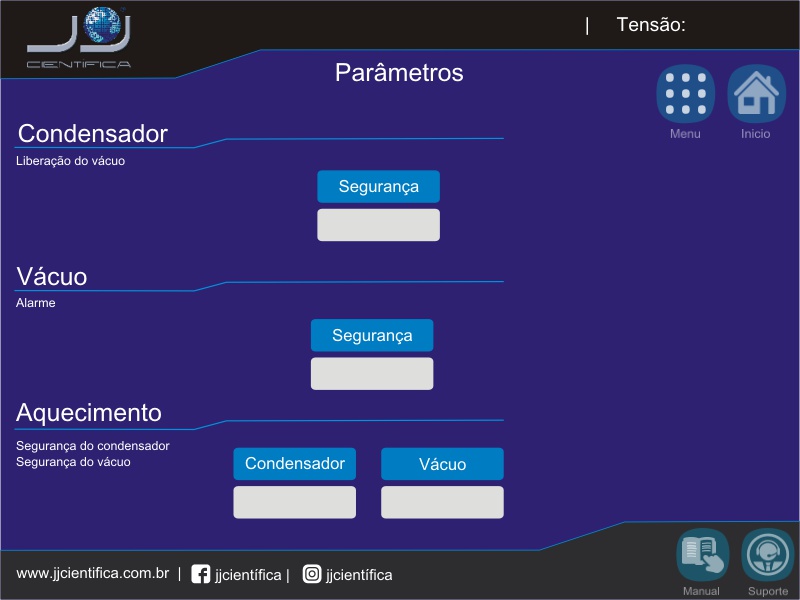 JJ
CIENTIFICA
| Tensão:
Parâmetros
Menu
Inicio
Condensador
Liberação do vácuo
Segurança
Vácuo
Alarme
Segurança
Aquecimento
Segurança do condensador
Segurança do vácuo
Condensador
Vácuo
www.jjcientifica.com.br | jjcientífica | jjcientífica
Manual
Suporte